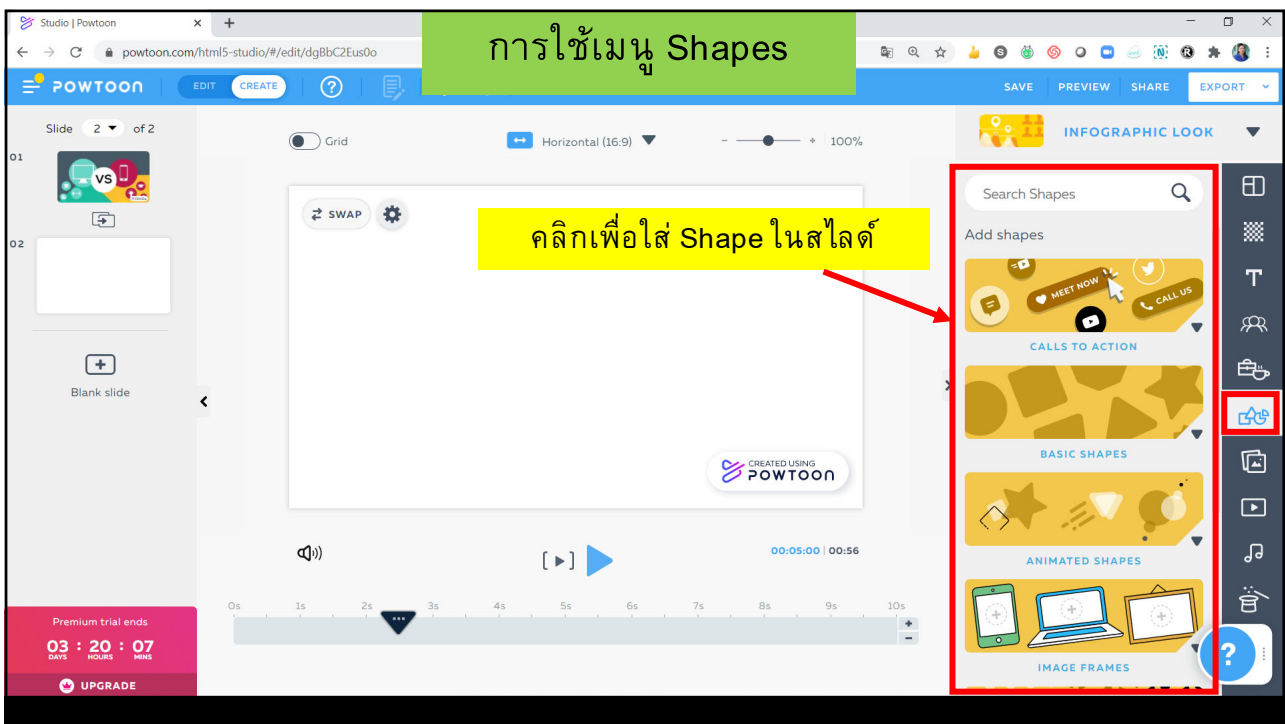 Studio | Powtoon
powtoon.com/html5-studio/#/edit/dgBbC2Eus0o
การใช้เมนู Shapes
POWTOON
EDIT CREATE
SAVE PREVIEW SHARE EXPORT
Slide 2 of 2
Grid
Horizontal (16:9)
- + 100%
INFOGRAPHIC LOOK
01
VS
SWAP
คลิกเพื่อใส่ Shape ในสไลด์
Search Shapes
Add shapes
MEET NOW
CALL US
CALLS TO ACTION
02
Blank slide
BASIC SHAPES
CREATED USING
POWTOON
ANIMATED SHAPES
00:05:00 | 00:56
0s 1s 2s 3s 4s 5s 6s 7s 8s 9s 10s
IMAGE FRAMES
Premium trial ends
03 : 20 : 07
DAYS HOURS MINS
UPGRADE